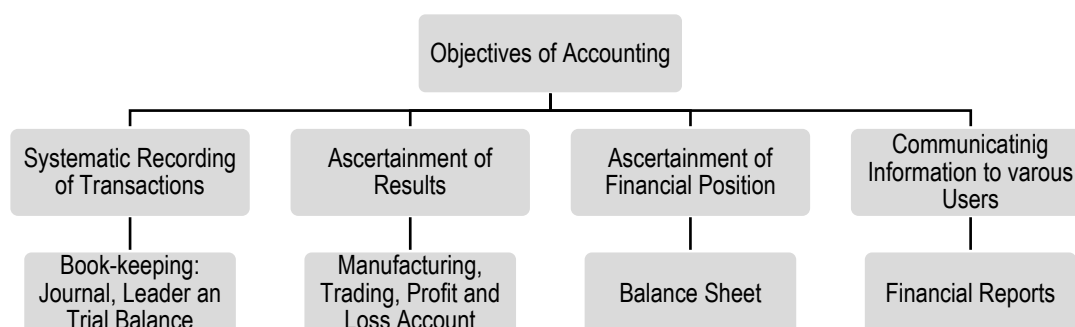 Objectives of Accounting
Systematic Recording
of Transactions
Ascertainment of
Results
Ascertainment of
Financial Position
Communicatinig
Information to varous
Users
Book-keeping:
Journal, Leader an
Trial Balance
Manufacturing,
Trading, Profit and
Loss Account
Balance Sheet
Financial Reports